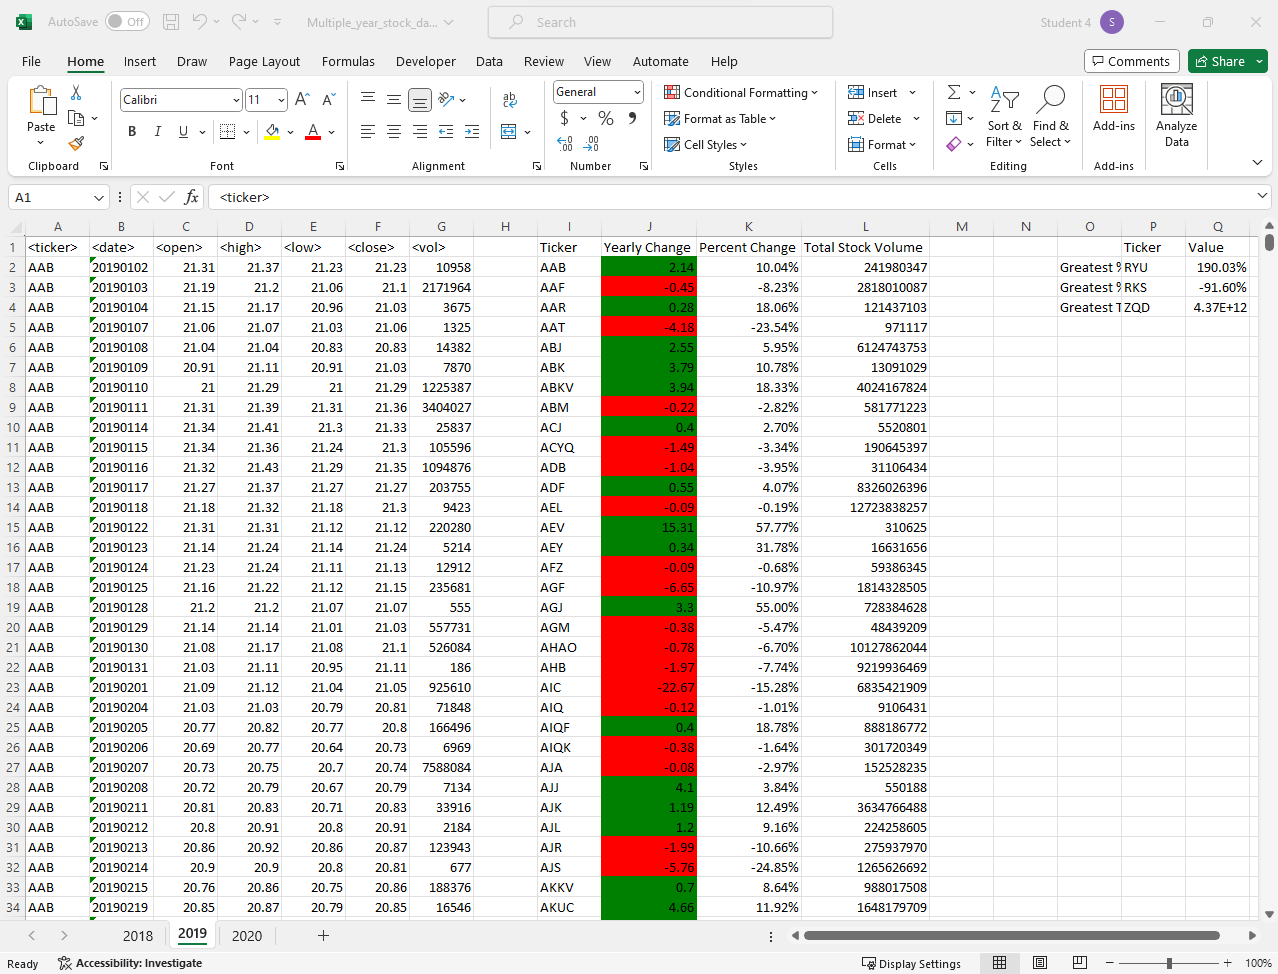 AutoSave Off Multiple_year_stock_da... Search Student 4 S
File Home Insert Draw Page Layout Formulas Developer Data Review View Automate Help Comments Share
Paste Calibri 11 General Conditional Formatting Format as Table Cell Styles Insert Delete Format Sort & Filter Find & Select Add-ins Analyze Data
Clipboard Font Alignment Number Styles Cells Editing Add-ins
A1 fx <ticker>
A B C D E F G H I J K L M N O P Q
1 <ticker> <date> <open> <high> <low> <close> <vol> Ticker Yearly Change Percent Change Total Stock Volume Ticker Value
2 AAB 20190102 21.31 21.37 21.23 21.23 10958 AAB 2.14 10.04% 241980347 Greatest % RYU 190.03%
3 AAB 20190103 21.19 21.2 21.06 21.1 2171964 AAF -0.45 -8.23% 2818010087 Greatest % RKS -91.60%
4 AAB 20190104 21.15 21.17 20.96 21.03 3675 AAR 0.28 18.06% 121437103 Greatest T ZQD 4.37E+12
5 AAB 20190107 21.06 21.07 21.03 21.06 1325 AAT -4.18 -23.54% 971117
6 AAB 20190108 21.04 21.04 20.83 20.83 14382 ABJ 2.55 5.95% 6124743753
7 AAB 20190109 20.91 21.11 20.91 21.03 7870 ABK 3.79 10.78% 13091029
8 AAB 20190110 21 21.29 21 21.29 1225387 ABKV 3.94 18.33% 4024167824
9 AAB 20190111 21.31 21.39 21.31 21.36 3404027 ABM -0.22 -2.82% 581771223
10 AAB 20190114 21.34 21.41 21.3 21.33 25837 ACJ 0.4 2.70% 5520801
11 AAB 20190115 21.34 21.36 21.24 21.3 105596 ACYQ -1.49 -3.34% 190645397
12 AAB 20190116 21.32 21.43 21.29 21.35 1094876 ADB -1.04 -3.95% 31106434
13 AAB 20190117 21.27 21.37 21.27 21.27 203755 ADF 0.55 4.07% 8326026396
14 AAB 20190118 21.18 21.32 21.18 21.3 9423 AEL -0.09 -0.19% 12723838257
15 AAB 20190122 21.31 21.31 21.12 21.12 220280 AEV 15.31 57.77% 310625
16 AAB 20190123 21.14 21.24 21.14 21.24 5214 AEY 0.34 31.78% 16631656
17 AAB 20190124 21.23 21.24 21.11 21.13 12912 AFZ -0.09 -0.68% 59386345
18 AAB 20190125 21.16 21.22 21.12 21.15 235681 AGF -6.65 -10.97% 1814328505
19 AAB 20190128 21.2 21.2 21.07 21.07 555 AGJ 3.3 55.00% 728384628
20 AAB 20190129 21.14 21.14 21.01 21.03 557731 AGM -0.38 -5.47% 48439209
21 AAB 20190130 21.08 21.17 21.08 21.1 526084 AHAO -0.78 -6.70% 10127862044
22 AAB 20190131 21.03 21.11 20.95 21.11 186 AHB -1.97 -7.74% 9219936469
23 AAB 20190201 21.09 21.12 21.04 21.05 925610 AIC -22.67 -15.28% 6835421909
24 AAB 20190204 21.03 21.03 20.79 20.81 71848 AIQ -0.12 -1.01% 9106431
25 AAB 20190205 20.77 20.82 20.77 20.8 166496 AIQF 0.4 18.78% 888186772
26 AAB 20190206 20.69 20.77 20.64 20.73 6969 AIQK -0.38 -1.64% 301720349
27 AAB 20190207 20.73 20.75 20.7 20.74 7588084 AJA -0.08 -2.97% 152528235
28 AAB 20190208 20.72 20.79 20.67 20.79 7134 AJJ 4.1 3.84% 550188
29 AAB 20190211 20.81 20.83 20.71 20.83 33916 AJK 1.19 12.49% 3634766488
30 AAB 20190212 20.8 20.91 20.8 20.91 2184 AJL 1.2 9.16% 224258605
31 AAB 20190213 20.86 20.92 20.86 20.87 123943 AJR -1.99 -10.66% 275937970
32 AAB 20190214 20.9 20.9 20.8 20.81 677 AJS -5.76 -24.85% 1265626692
33 AAB 20190215 20.76 20.86 20.75 20.86 188376 AKKV 0.7 8.64% 988017508
34 AAB 20190219 20.85 20.87 20.79 20.85 16546 AKUC 4.66 11.92% 1648179709
2018 2019 2020
Ready Accessibility: Investigate Display Settings 100%